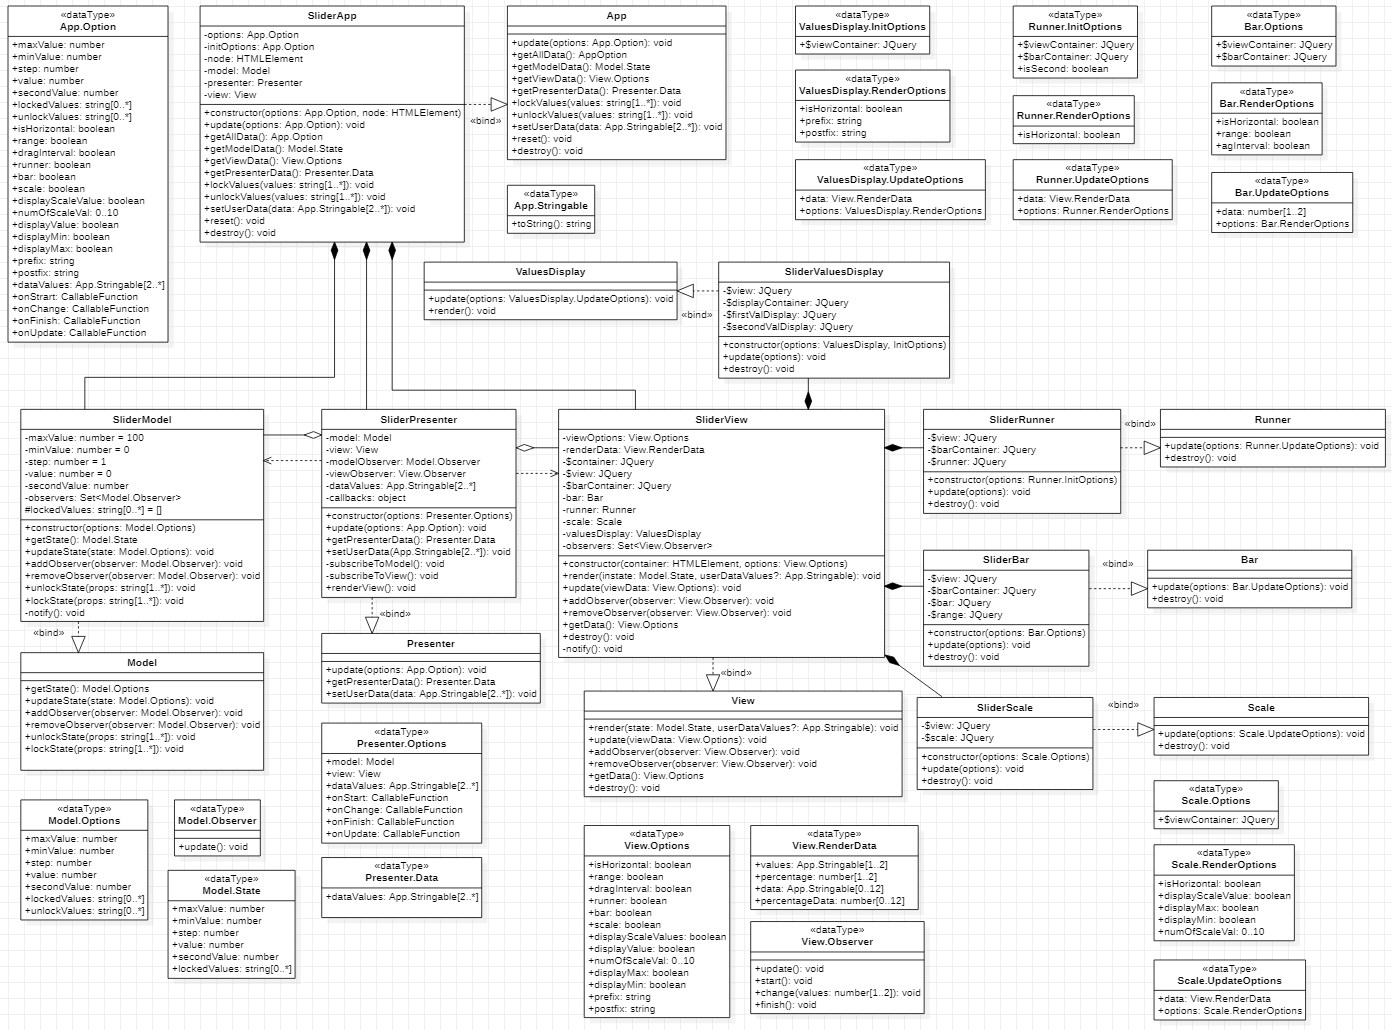 «dataType»
App.Option
+maxValue: number
+minValue: number
+step: number
+value: number
+secondValue: number
+lockedValues: string[0..*]
+unlokValues: string[0..*]
+isHorizontal: boolean
+range: boolean
+dragInterval: boolean
+runner: boolean
+bar: boolean
+scale: boolean
+displayScaleValue: boolean
+numOfScaleVal: 0..10
+displayValue: boolean
+displayMin: boolean
+displayMax: boolean
+prefix: string
+postfix: string
+dataValues: App.Stringable[2..*]
+onStrart: CallableFunction
+onChange: CallableFunction
+onFinish: CallableFunction
+onUpdate: CallableFunction
SliderApp
-options: App.Option
-initOptions: App.Option
-node: HTMLElement
-model: Model
-presenter: Presenter
-view: View
+constructor(options: App.Option, node: HTMLElement)
+update(options: App.Option): void
+getAllData(): App.Option
+getModelData(): Model.State
+getViewData(): View.Options
+getPresenterData(): Presenter.Data
+lockValues(values: string[1..*]): void
+unlockValues(values: string[1..*]): void
+setUserData(data: App.Stringable[2..*]): void
+reset(): void
+destroy(): void
«bind»
App
+update(options: App.Option): void
+getAllData(): AppOption
+getModelData(): Model.State
+getViewData(): View.Options
+getPresenterData(): Presenter.Data
+lockValues(values: string[1..*]): void
+unlockValues(values: string[1..*]): void
+setUserData(data: App.Stringable[2..*]): void
+reset(): void
+destroy(): void
«dataType»
App.Stringable
+toString(): string
«dataType»
ValuesDisplay.InitOptions
+$viewContainer: JQuery
«dataType»
ValuesDisplay.RenderOptions
+isHorizontal: boolean
+prefix: string
+postfix: string
«dataType»
ValuesDisplay.UpdateOptions
+data: View.RenderData
+options: ValuesDisplay.RenderOptions
«dataType»
Runner.InitOptions
+$viewContainer: JQuery
+$barContainer: JQuery
+isSecond: boolean
«dataType»
Runner.RenderOptions
+isHorizontal: boolean
«dataType»
Runner.UpdateOptions
+data: View.RenderData
+options: Runner.RenderOptions
«dataType»
Bar.Options
+$viewContainer: JQuery
+$barContainer: JQuery
«dataType»
Bar.RenderOptions
+isHorizontal: boolean
+range: boolean
+agInterval: boolean
«dataType»
Bar.UpdateOptions
+data: number[1..2]
+options: Bar.RenderOptions
ValuesDisplay
+update(options: ValuesDisplay.UpdateOptions): void
+render(): void
«bind»
SliderValuesDisplay
-$view: JQuery
-$displayContainer: JQuery
-$firstValDisplay: JQuery
-$secondValDisplay: JQuery
+constructor(options: ValuesDisplay, InitOptions)
+update(options): void
+destroy(): void
SliderModel
-maxValue: number = 100
-minValue: number = 0
-step: number = 1
-value: number = 0
-secondValue: number
-observers: Set<Model.Observer>
#lockedValues: string[0..*] = []
+constructor(options: Model.Options)
+getState(): Model.State
+updateState(state: Model.Options): void
+addObserver(observer: Model.Observer): void
+removeObserver(observer: Model.Observer): void
+unlockState(props: string[1..*]): void
+lockState(props: string[1..*]): void
-notify(): void
«bind»
Model
+getState(): Model.Options
+updateState(state: Model.Options): void
+addObserver(observer: Model.Observer): void
+removeObserver(observer: Model.Observer): void
+unlockState(props: string[1..*]): void
+lockState(props: string[1..*]): void
«dataType»
Model.Options
+maxValue: number
+minValue: number
+step: number
+value: number
+secondValue: number
+lockedValues: string[0..*]
+unlockValues: string[0..*]
«dataType»
Model.Observer
+update(): void
«dataType»
Model.State
+maxValue: number
+minValue: number
+step: number
+value: number
+secondValue: number
+lockedValues: string[0..*]
SliderPresenter
-model: Model
-view: View
-modelObserver: Model.Observer
-viewObserver: View.Observer
-dataValues: App.Stringable[2..*]
-callbacks: object
+constructor(options: Presenter.Options)
+update(options: App.Option): void
+getPresenterData(): Presenter.Data
+setUserData(App.Stringable[2..*]): void
-subscribeToModel(): void
-subscribeToView(): void
+renderView(): void
«bind»
Presenter
+update(options: App.Option): void
+getPresenterData(): Presenter.Data
+setUserData(data: App.Stringable[2..*]): void
«dataType»
Presenter.Options
+model: Model
+view: View
+dataValues: App.Stringable[2..*]
+onStart: CallableFunction
+onChange: CallableFunction
+onFinish: CallableFunction
+onUpdate: CallableFunction
«dataType»
Presenter.Data
+dataValues: App.Stringable[2..*]
SliderView
-viewOptions: View.Options
-renderData: View.RenderData
-$container: JQuery
-$view: JQuery
-$barContainer: JQuery
-bar: Bar
-runner: Runner
-scale: Scale
-valuesDisplay: ValuesDisplay
-observers: Set<View.Observer>
+constructor(container: HTMLElement, options: View.Options)
+render(instate: Model.State, userDataValues?: App.Stringable): void
+update(viewData: View.Options): void
+addObserver(observer: View.Observer): void
+removeObserver(observer: View.Observer): void
+getData(): View.Options
+destroy(): void
-notify(): void
«bind»
View
+render(state: Model.State, userDataValues?: App.Stringable): void
+update(viewData: View.Options): void
+addObserver(observer: View.Observer): void
+removeObserver(observer: View.Observer): void
+getData(): View.Options
+destroy(): void
«dataType»
View.Options
+isHorizontal: boolean
+range: boolean
+dragInterval: boolean
+runner: boolean
+bar: boolean
+scale: boolean
+displayScaleValues: boolean
+displayValue: boolean
+numOfScaleVal: 0..10
+displayMax: boolean
+displayMin: boolean
+prefix: string
+postfix: string
«dataType»
View.RenderData
+values: App.Stringable[1..2]
+percentage: number[1..2]
+data: App.Stringable[0..12]
+percentageData: number[0..12]
«dataType»
View.Observer
+update(): void
+start(): void
+change(values: number[1..2]): void
+finish(): void
SliderRunner
-$view: JQuery
-$barContainer: JQuery
-$runner: JQuery
+constructor(options: Runner.InitOptions)
+update(options): void
+destroy(): void
«bind»
Runner
+update(options: Runner.UpdateOptions): void
+destroy(): void
SliderBar
-$view: JQuery
-$barContainer: JQuery
-$bar: JQuery
-$range: JQuery
+constructor(options: Bar.Options)
+update(options): void
+destroy(): void
«bind»
Bar
+update(options: Bar.UpdateOptions): void
+destroy(): void
SliderScale
-$view: JQuery
-$scale: JQuery
+constructor(options: Scale.Options)
+update(options): void
+destroy(): void
«bind»
Scale
+update(options: Scale.UpdateOptions): void
+destroy(): void
«dataType»
Scale.Options
+$viewContainer: JQuery
«dataType»
Scale.RenderOptions
+isHorizontal: boolean
+displayScaleValue: boolean
+displayMax: boolean
+displayMin: boolean
+numOfScaleVal: 0..10
«dataType»
Scale.UpdateOptions
+data: View.RenderData
+options: Scale.RenderOptions